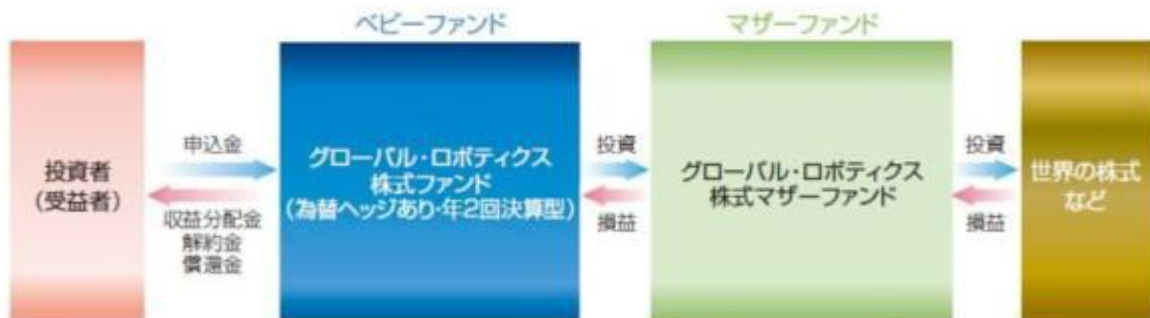 ベビーファンド
マザーファンド
投資者
(受益者)
申込金
収益分配金
解約金
償還金
グローバル・ロボティクス
株式ファンド
(為替ヘッジあり・年2回決算型)
投資
損益
グローバル・ロボティクス
株式マザーファンド
投資
損益
世界の株式
など